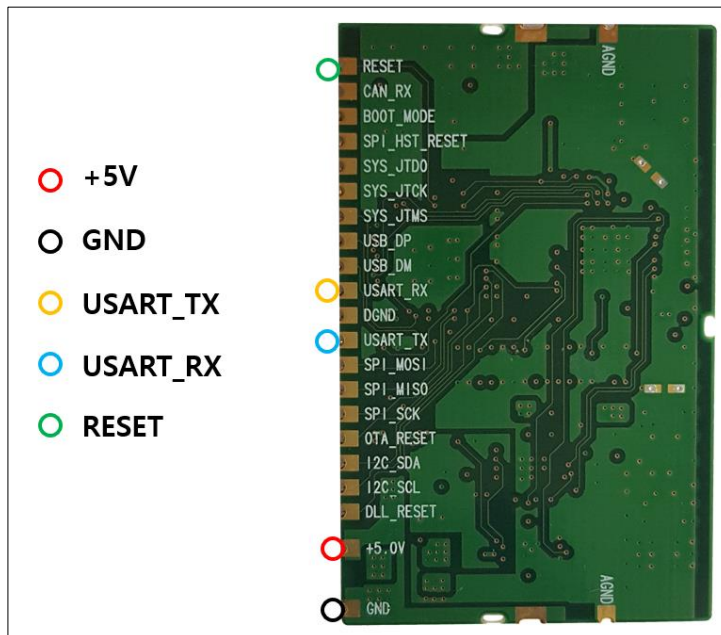 +5V
GND
USART_TX
USART_RX
RESET
RESET
CAN_RX
BOOT_MODE
SPI_HST_RESET
SYS_JTDO
SYS_JTCK
SYS_JTMS
USB_DP
USB_DM
USART_RX
DGND
USART_TX
SPI_MOSI
SPI_MISO
SPI_SCK
OTA_RESET
I2C_SDA
I2C_SCL
DLL_RESET
+5.0V
GND
AGND
AGND